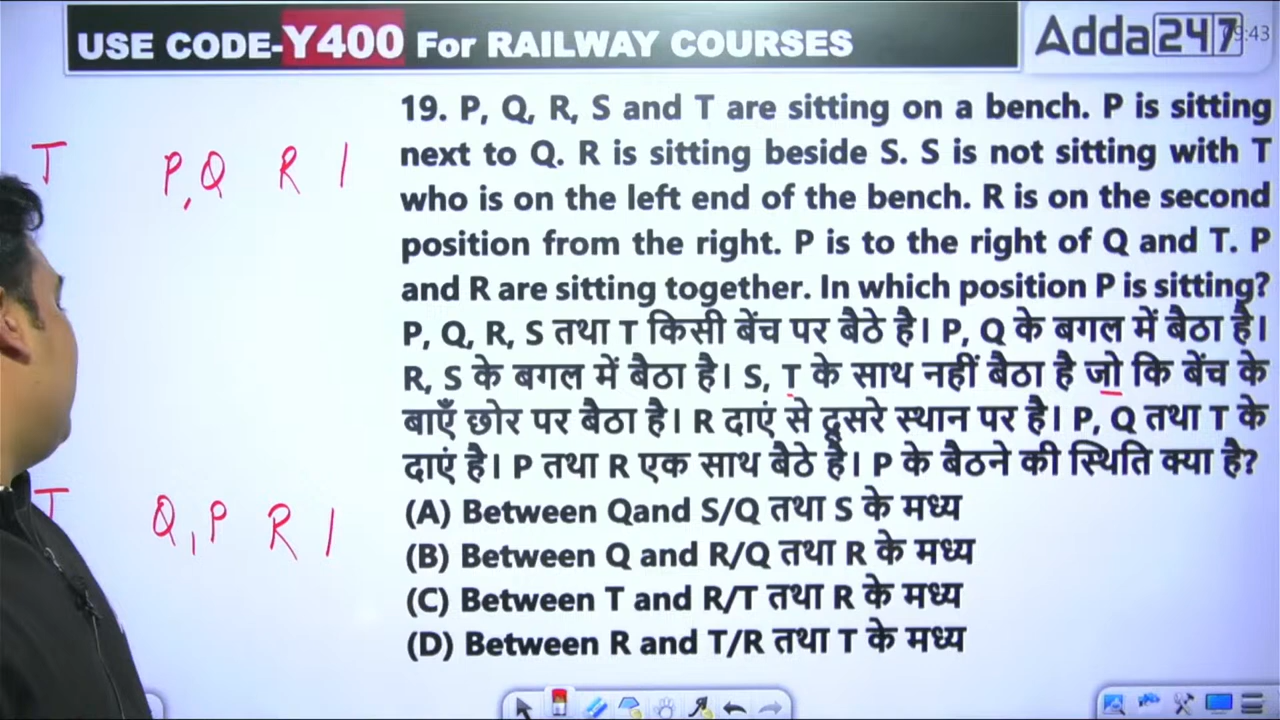 USE CODE-Y400 For RAILWAY COURSES
Adda247
09:43
19. P, Q, R, S and T are sitting on a bench. P is sitting
next to Q. R is sitting beside S. S is not sitting with T
who is on the left end of the bench. R is on the second
position from the right. P is to the right of Q and T. P
and R are sitting together. In which position P is sitting?
P, Q, R, S तथा T किसी बेंच पर बैठे है। P, Q के बगल में बैठा है।
R, S के बगल में बैठा है। S, T के साथ नहीं बैठा है जो कि बेंच के
बाएँ छोर पर बैठा है। R दाएं से दूसरे स्थान पर है। P, Q तथा T के
दाएं है। P तथा R एक साथ बैठे है। P के बैठने की स्थिति क्या है?
(A) Between Qand S/Q तथा S के मध्य
(B) Between Q and R/Q तथा R के मध्य
(C) Between T and R/T तथा R के मध्य
(D) Between R and T/R तथा T के मध्य
T P, Q R |
T Q, P R |